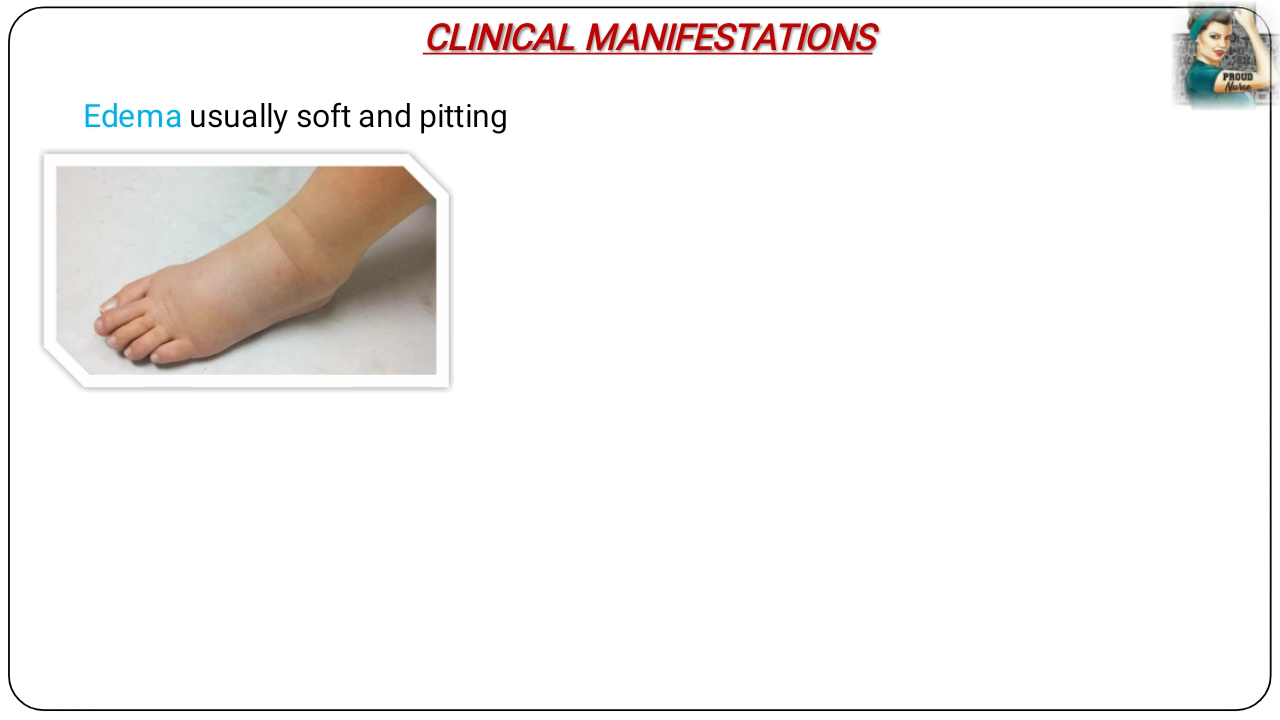 CLINICAL MANIFESTATIONS
PROUD
Nurse
Edema usually soft and pitting